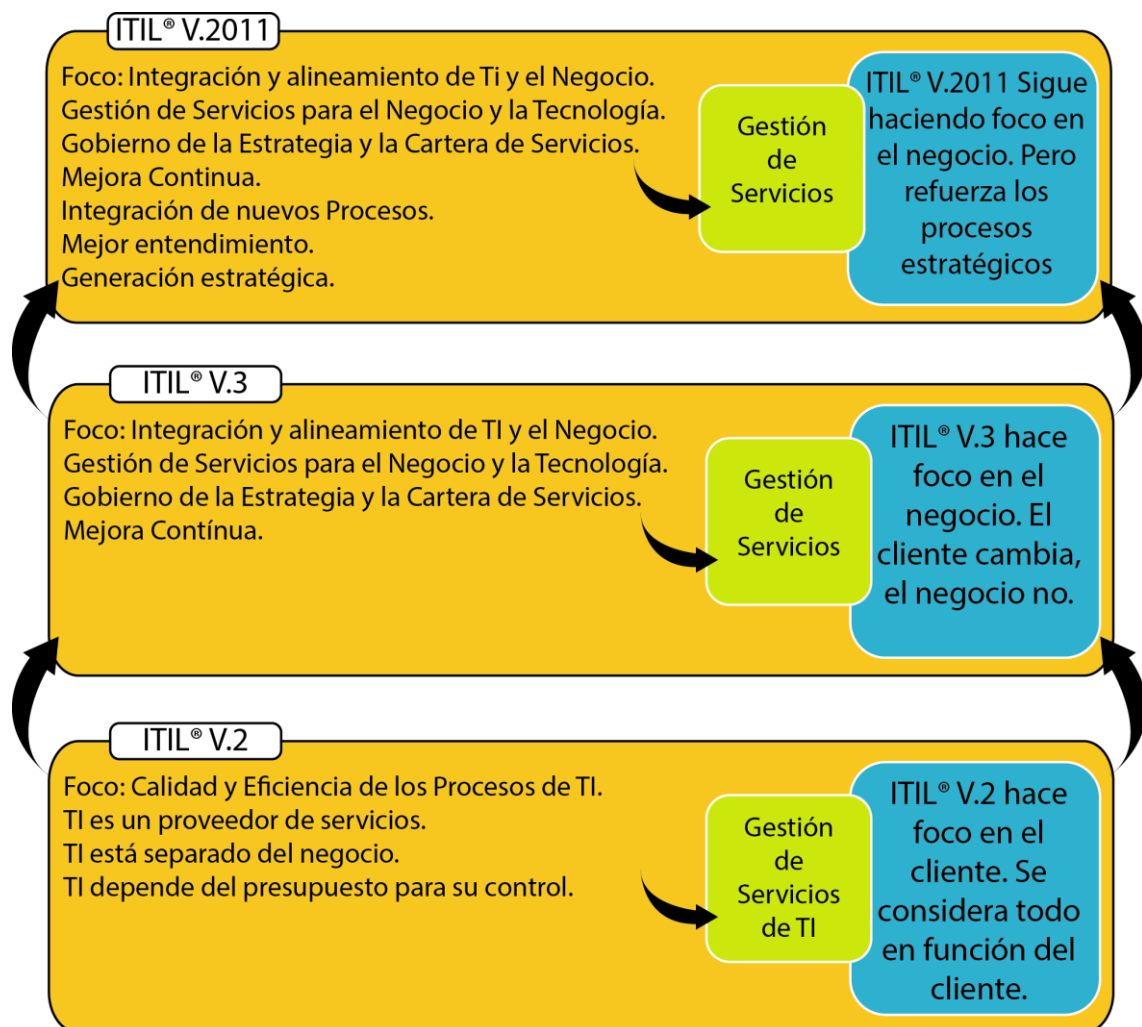 ITIL® V.2011
Foco: Integración y alineamiento de Ti y el Negocio.
Gestión de Servicios para el Negocio y la Tecnología.
Gobierno de la Estrategia y la Cartera de Servicios.
Mejora Continua.
Integración de nuevos Procesos.
Mejor entendimiento.
Generación estratégica.
Gestión
de
Servicios
ITIL® V.2011 Sigue
haciendo foco en
el negocio. Pero
refuerza los
procesos
estratégicos
ITIL® V.3
Foco: Integración y alineamiento de TI y el Negocio.
Gestión de Servicios para el Negocio y la Tecnología.
Gobierno de la Estrategia y la Cartera de Servicios.
Mejora Contínua.
Gestión
de
Servicios
ITIL® V.3 hace
foco en el
negocio. El
cliente cambia,
el negocio no.
ITIL® V.2
Foco: Calidad y Eficiencia de los Procesos de TI.
TI es un proveedor de servicios.
TI está separado del negocio.
TI depende del presupuesto para su control.
Gestión
de
Servicios
de TI
ITIL® V.2 hace
foco en el
cliente. Se
considera todo
en función del
cliente.